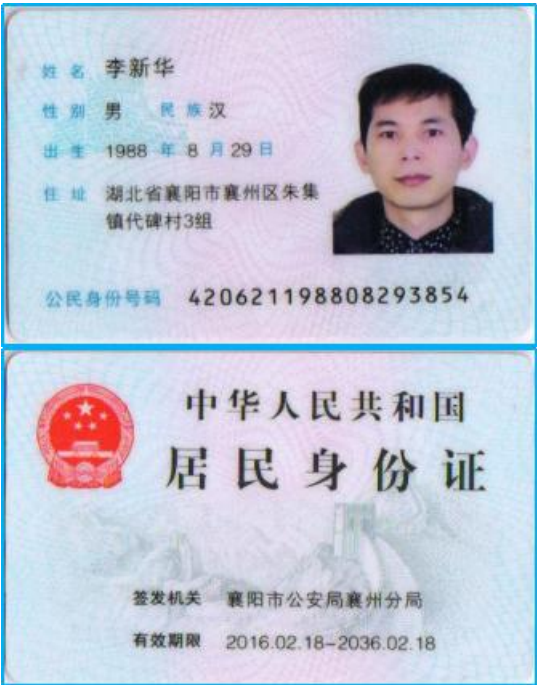 姓名 李新华
性别 男 民族 汉
出生 1988 年 8 月 29 日
住址 湖北省襄阳市襄州区朱集
镇代碑村3组
公民身份号码 420621198808293854
中华人民共和国
居民身份证
签发机关 襄阳市公安局襄州分局
有效期限 2016.02.18-2036.02.18